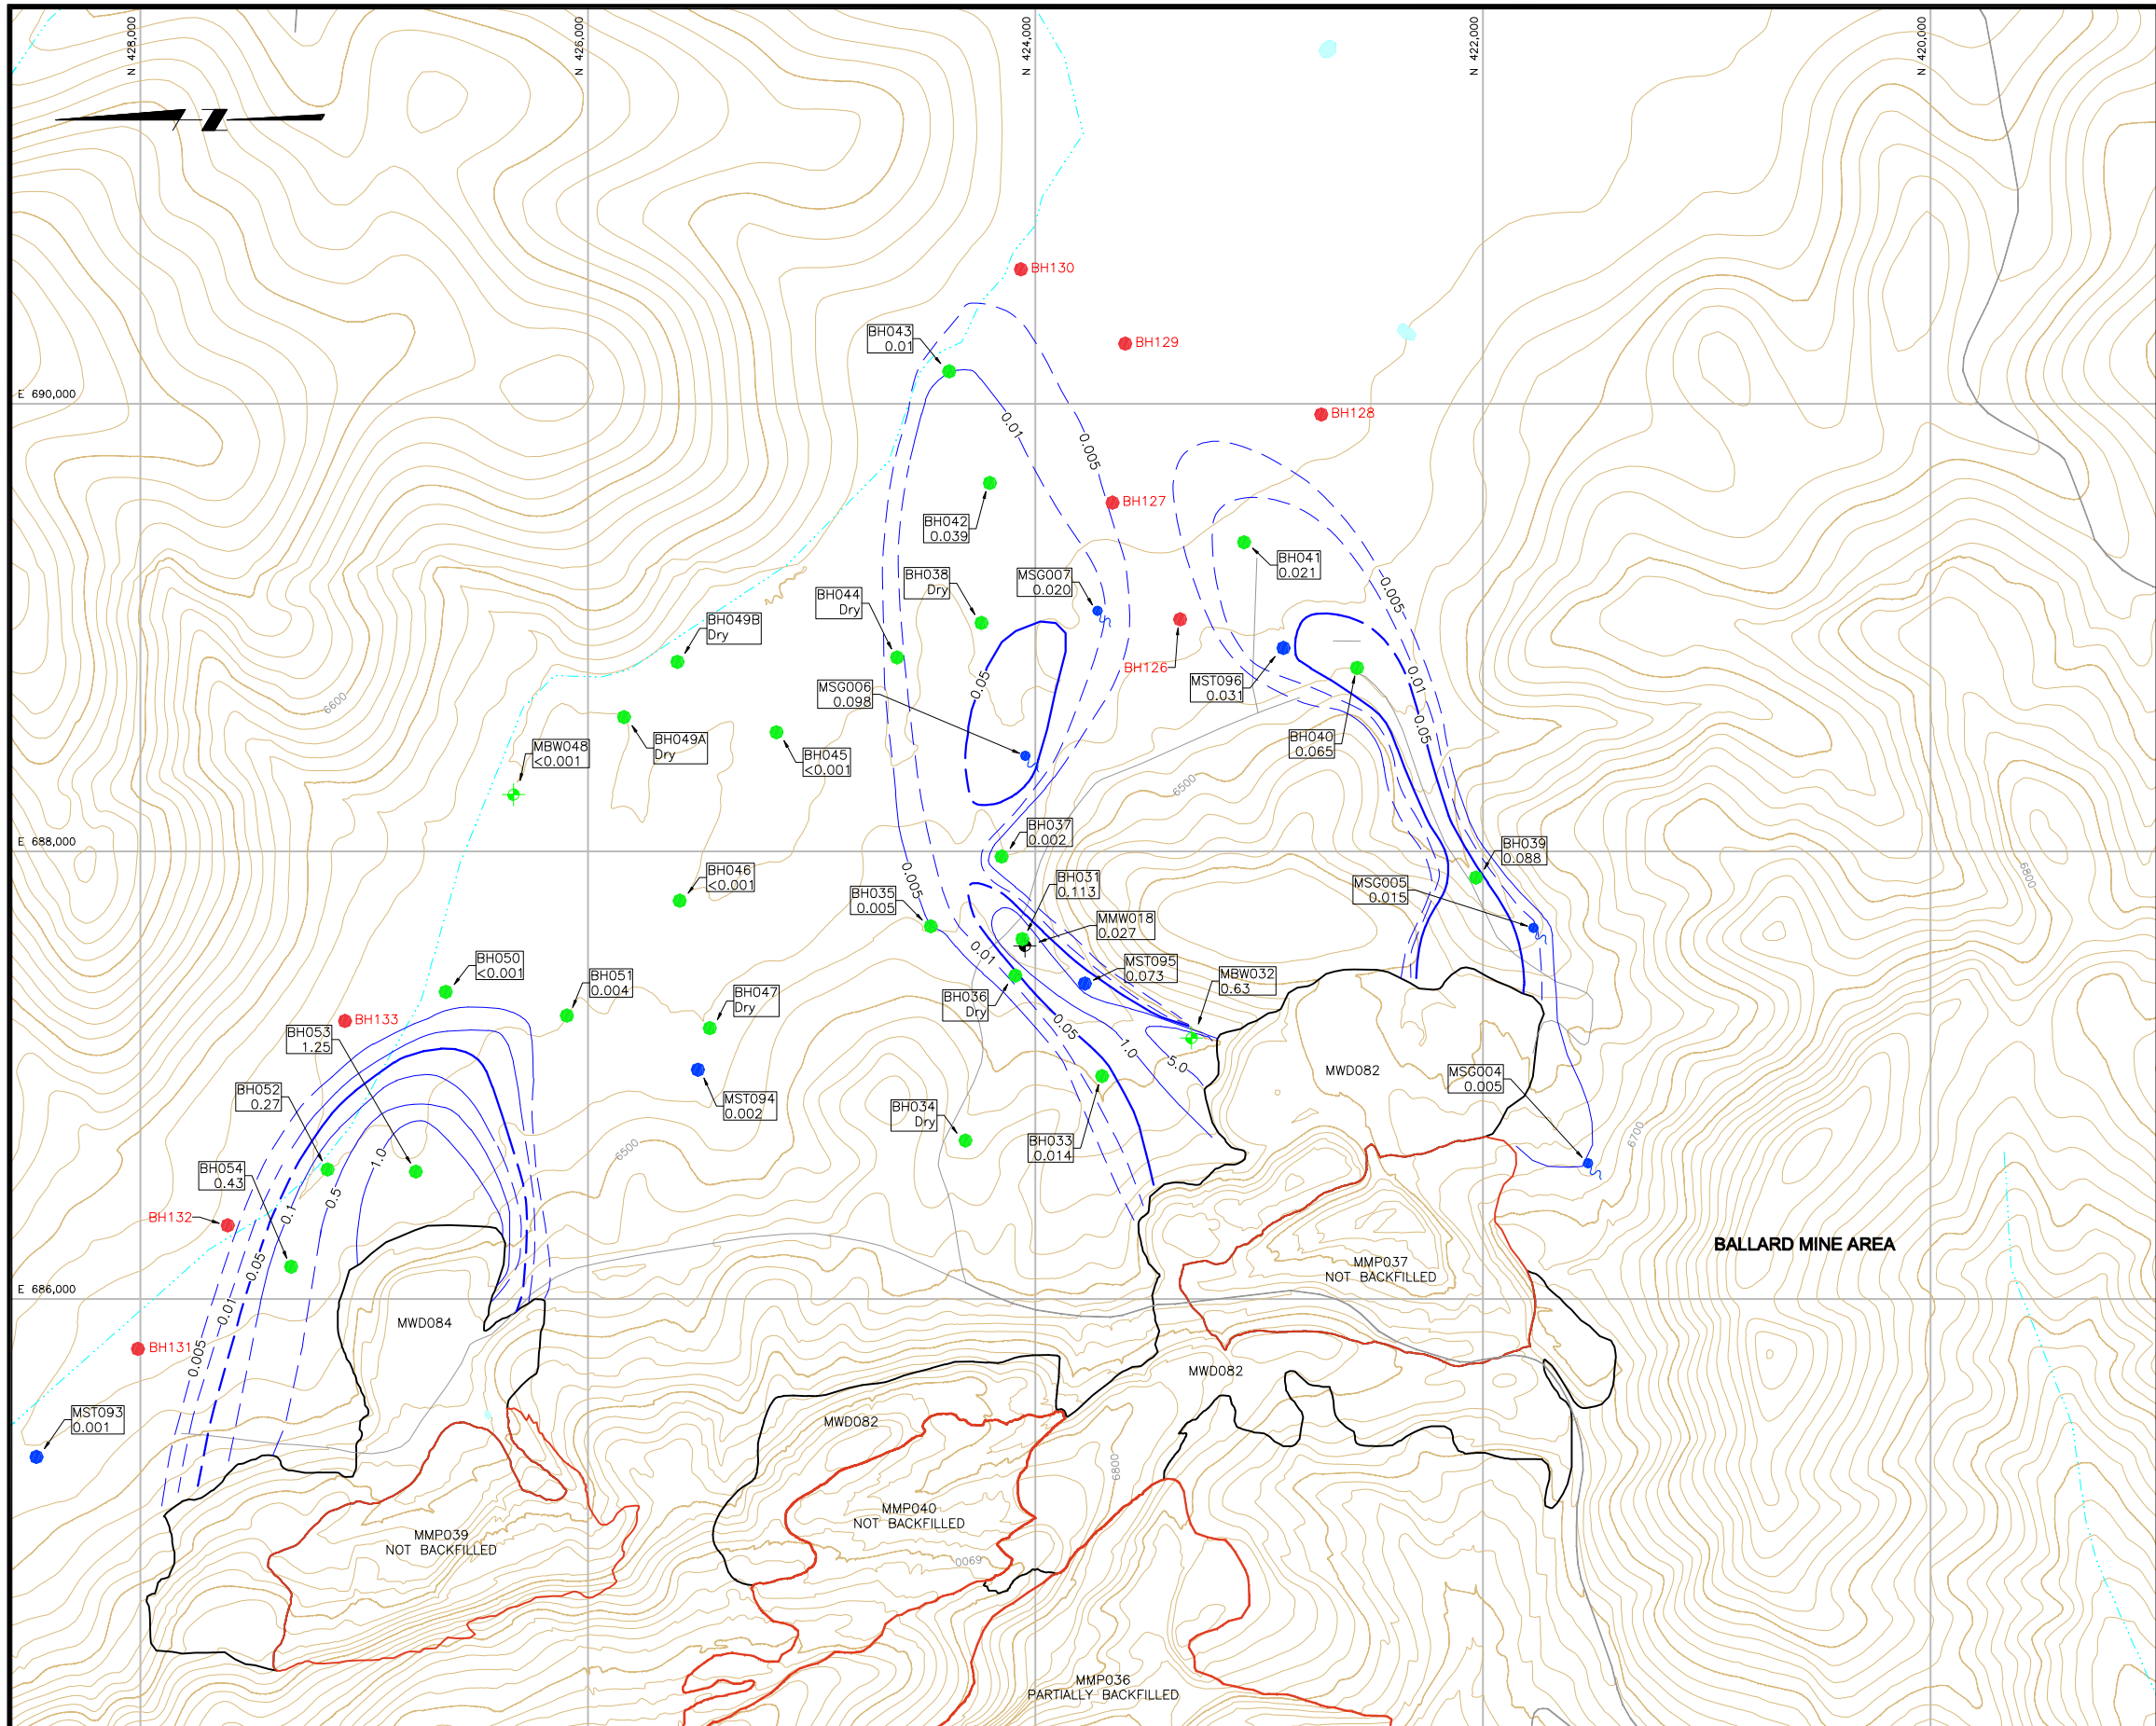 N 428,000
N 426,000
N 424,000
N 422,000
N 420,000
Z
BH130
BH043
0.01
BH129
E 690,000
BH128
0.01
0.005
BH127
BH042
0.039
BH041
0.021
BH038
Dry
MSG007
0.020
BH044
Dry
0.005
BH049B
Dry
BH126
MST096
0.031
MSG006
0.098
0.05
0.01
6600
MBW048
<0.001
BH049A
Dry
BH045
<0.001
BH040
0.065
0.05
6500
E 688,000
BH037
0.002
BH039
0.088
BH046
<0.001
0.005
BH035
0.005
BH031
0.113
MSG005
0.015
6800
MMW018
0.027
BH050
<0.001
BH051
0.004
0.01
MST095
0.073
MBW032
0.63
BH047
Dry
BH036
Dry
BH133
BH053
1.25
0.05
1.0
5.0
MWD082
MSG004
0.005
BH052
0.27
MST094
0.002
BH034
Dry
BH033
0.014
6500
6700
1.0
BH054
0.43
0.5
0.1
BH132
BALLARD MINE AREA
0.05
MMP037
NOT BACKFILLED
E 686,000
0.01
MWD084
BH131
0.005
MWD082
MST093
0.001
MWD082
6800
MMP040
NOT BACKFILLED
MMP039
NOT BACKFILLED
6900
MMP036
PARTIALLY BACKFILLED